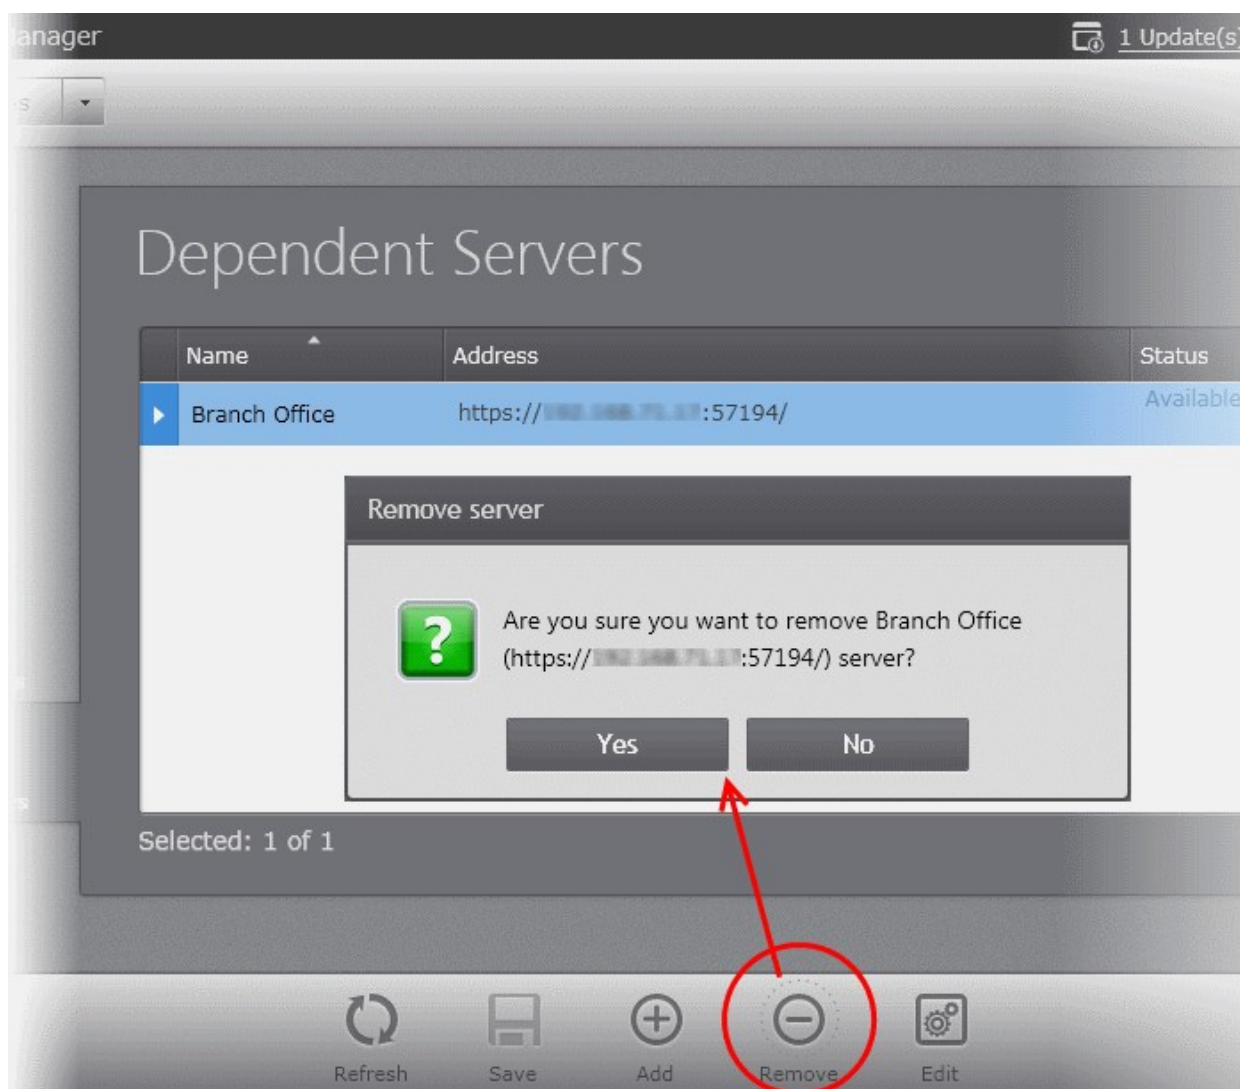 anager
1 Update(s)
s
Dependent Servers
Name Address Status
Branch Office https:// :57194/ Available
Remove server
Are you sure you want to remove Branch Office
(https:// :57194/) server?
Yes No
s
Selected: 1 of 1
Refresh Save Add Remove Edit